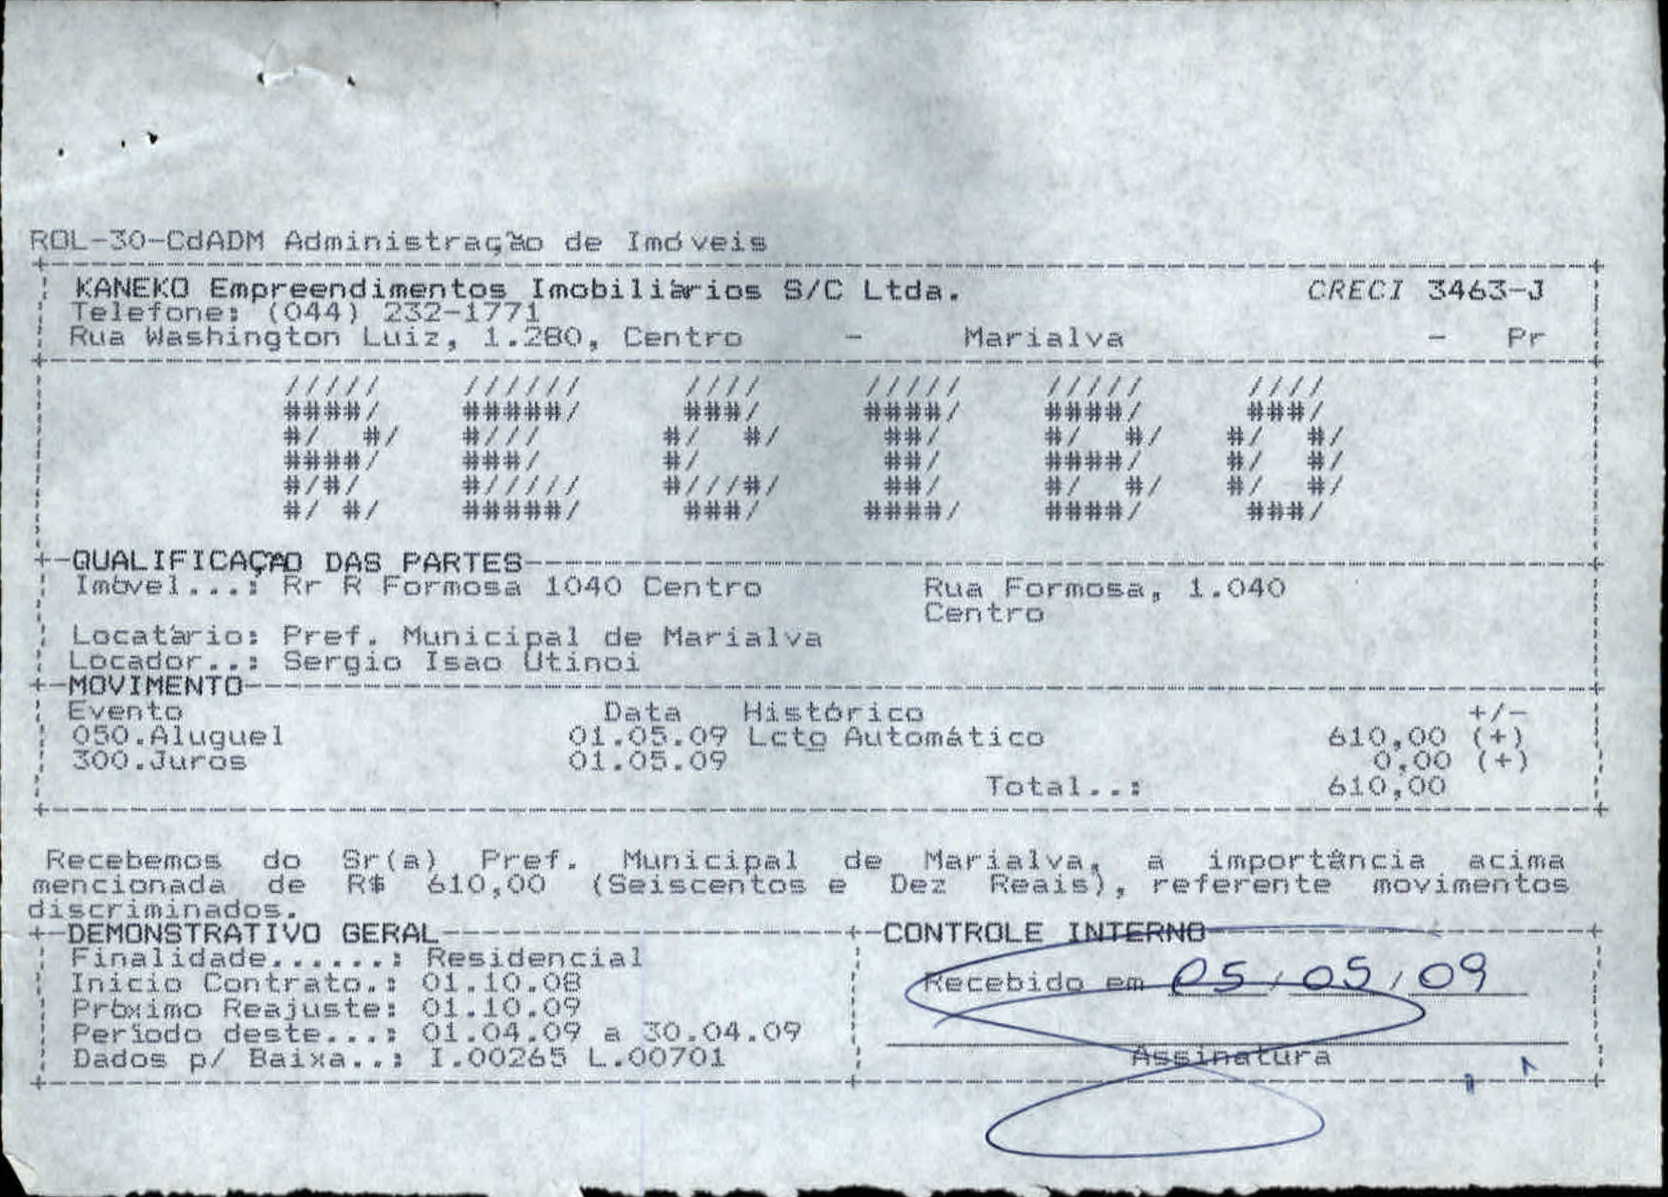 ROL-30-CdADM Administração de Imóveis
KANEKO Empreendimentos Imobiliários S/C Ltda. CRECI 3463-J
Telefone: (044) 232-1771
Rua Washington Luiz, 1.280, Centro - Marialva - Pr
RECIBO
QUALIFICAÇÃO DAS PARTES
Imóvel...: Rr R Formosa 1040 Centro Rua Formosa, 1.040
Centro
Locatário: Pref. Municipal de Marialva
Locador..: Sergio Isao Utinoi
MOVIMENTO
Evento Data Histórico +/-
050.Aluguel 01.05.09 Lcto Automático 610,00 (+)
300.Juros 01.05.09 0,00 (+)
Total..: 610,00
Recebemos do Sr(a) Pref. Municipal de Marialva, a importância acima
mencionada de R$ 610,00 (Seiscentos e Dez Reais), referente movimentos
discriminados.
DEMONSTRATIVO GERAL CONTROLE INTERNO
Finalidade......: Residencial
Inicio Contrato.: 01.10.08 Recebido em 05/05/09
Próximo Reajuste: 01.10.09
Período deste...: 01.04.09 a 30.04.09
Dados p/ Baixa..: I.00265 L.00701 Assinatura